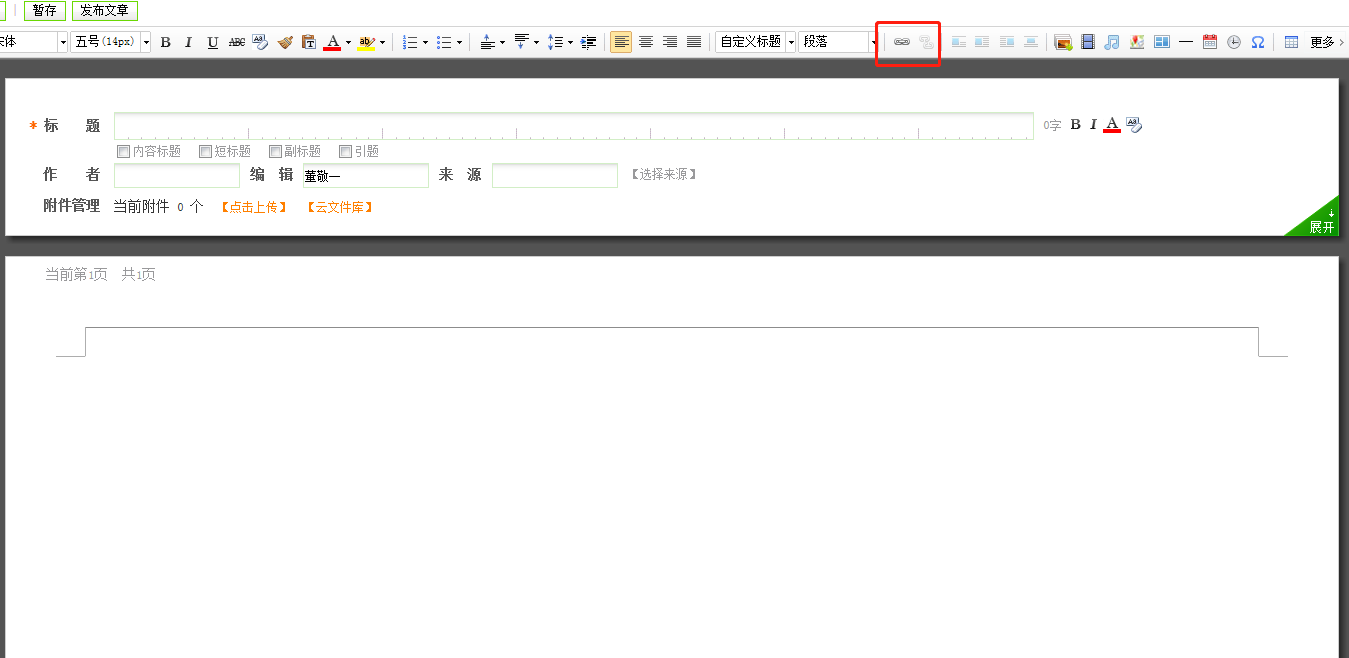 暂存 发布文章
宋体 五号(14px) B I U ABC A ab 自定义标题 段落 更多
* 标 题 0字 B I A
内容标题 短标题 副标题 引题
作 者 编 辑 董敬一 来 源 【选择来源】
附件管理 当前附件 0 个 【点击上传】 【云文件库】
展开
当前第1页 共1页